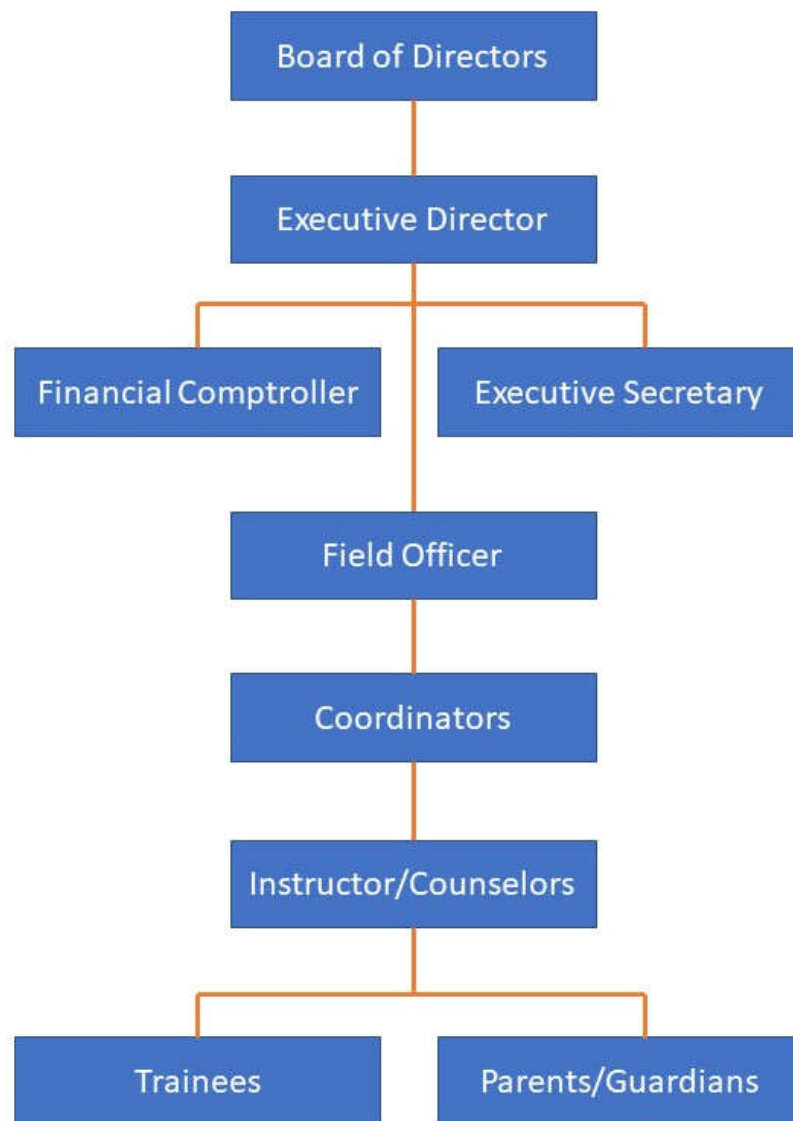 Board of Directors
Executive Director
Financial Comptroller
Executive Secretary
Field Officer
Coordinators
Instructor/Counselors
Trainees
Parents/Guardians